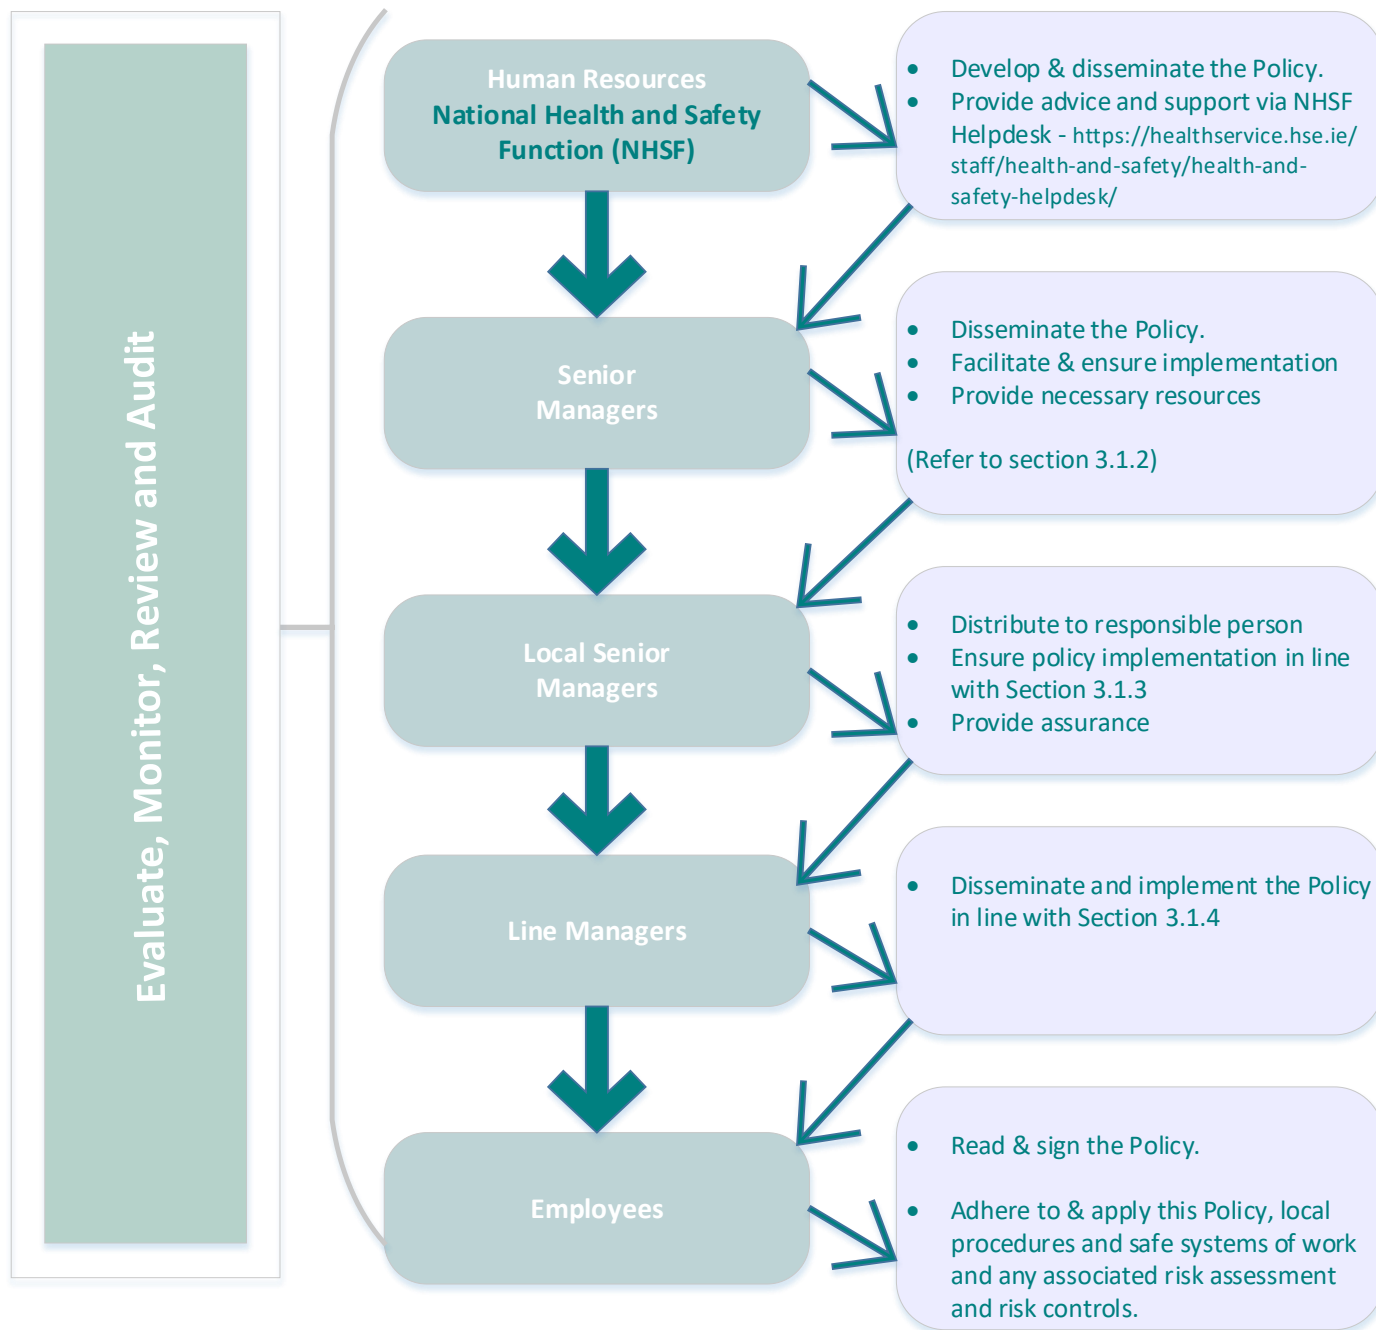 Evaluate, Monitor, Review and Audit
Human Resources
National Health and Safety
Function (NHSF)
• Develop & disseminate the Policy.
• Provide advice and support via NHSF
Helpdesk - https://healthservice.hse.ie/
staff/health-and-safety/health-and-
safety-helpdesk/
Senior
Managers
• Disseminate the Policy.
• Facilitate & ensure implementation
• Provide necessary resources
(Refer to section 3.1.2)
Local Senior
Managers
• Distribute to responsible person
• Ensure policy implementation in line
with Section 3.1.3
• Provide assurance
Line Managers
• Disseminate and implement the Policy
in line with Section 3.1.4
Employees
• Read & sign the Policy.
• Adhere to & apply this Policy, local
procedures and safe systems of work
and any associated risk assessment
and risk controls.